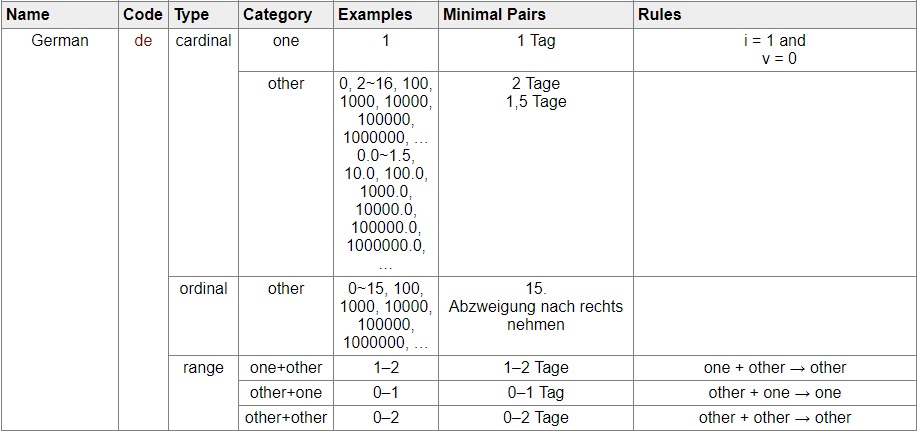 Name Code Type Category Examples Minimal Pairs Rules
German de cardinal one 1 1 Tag i = 1 and
v = 0
other 0, 2~16, 100, 2 Tage
1000, 10000, 1,5 Tage
100000,
1000000, …
0.0~1.5,
10.0, 100.0,
1000.0,
10000.0,
100000.0,
1000000.0,
…
ordinal other 0~15, 100, 15.
1000, 10000, Abzweigung nach rechts
100000, nehmen
1000000, …
range one+other 1–2 1–2 Tage one + other → other
other+one 0–1 0–1 Tag other + one → one
other+other 0–2 0–2 Tage other + other → other